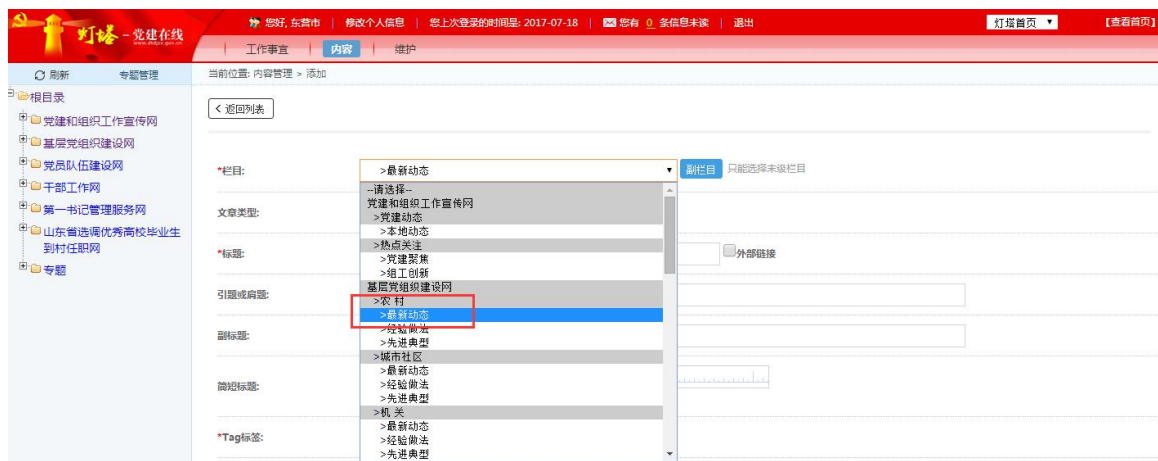 灯塔-党建在线
www.dtdjzx.gov.cn
您好, 东营市 | 修改个人信息 | 您上次登录的时间是: 2017-07-18 | 您有 0 条信息未读 | 退出
灯塔首页
【查看首页】
工作事宜 | 内容 | 维护
刷新 专题管理
当前位置: 内容管理 > 添加
根目录
党建和组织工作宣传网
基层党组织建设网
党员队伍建设网
干部工作网
第一书记管理服务网
山东省选调优秀高校毕业生
到村任职网
专题
< 返回列表
*栏目: >最新动态 副栏目 只能选择末级栏目
--请选择--
党建和组织工作宣传网
>党建动态
>本地动态
>热点关注
>党建聚焦
>组工创新
基层党组织建设网
>农 村
>最新动态
>经验做法
>先进典型
>城市社区
>最新动态
>经验做法
>先进典型
>机 关
>最新动态
>经验做法
>先进典型
文章类型:
*标题: 外部链接
引题或肩题:
副标题:
简短标题:
*Tag标签: